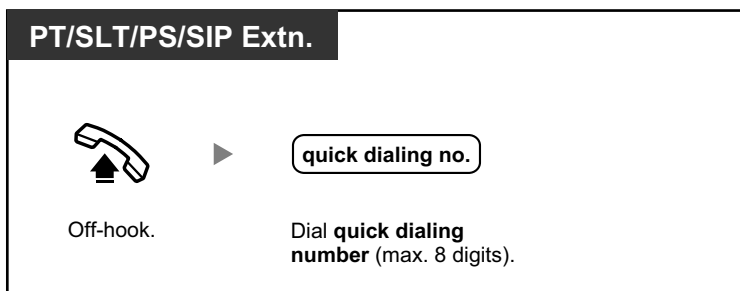 PT/SLT/PS/SIP Extn.
quick dialing no.
Off-hook.
Dial quick dialing
number (max. 8 digits).